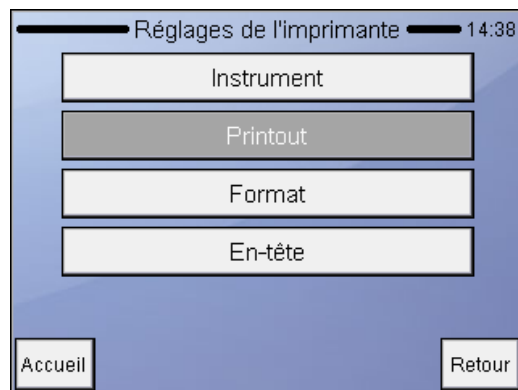 Réglages de l'imprimante 14:38
Instrument
Printout
Format
En-tête
Accueil Retour